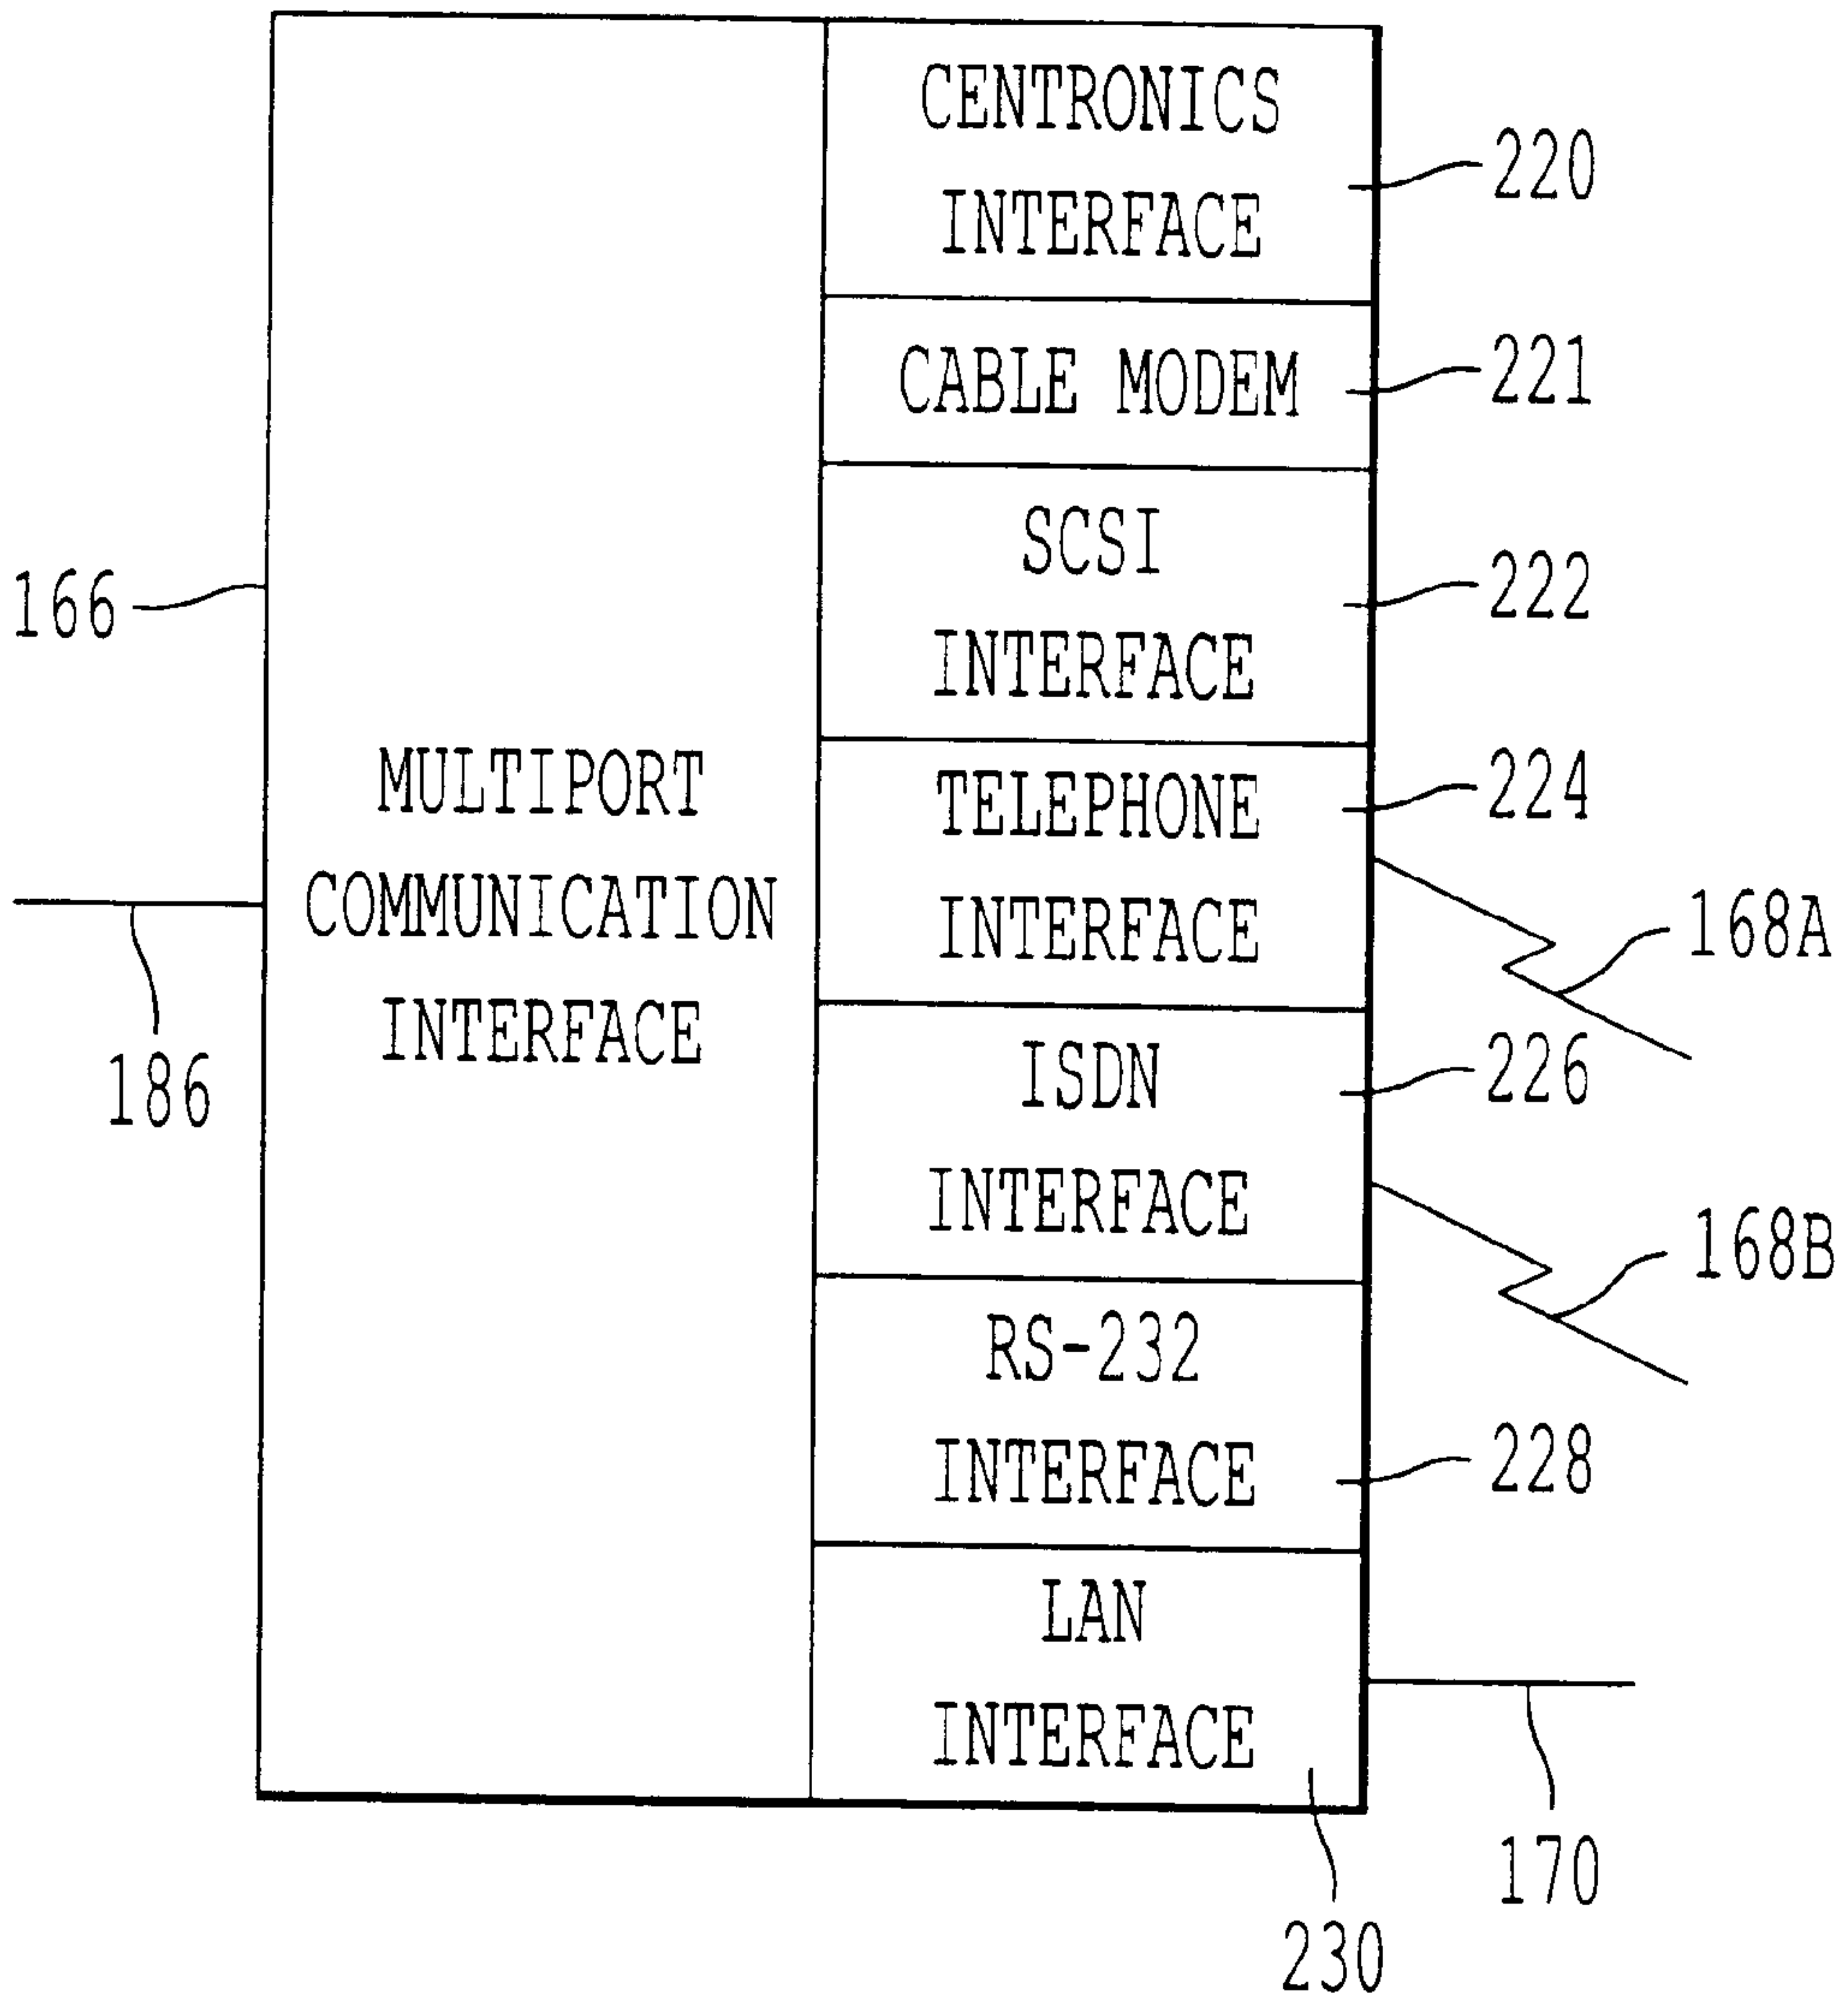 CENTRONICS
INTERFACE
220
CABLE MODEM
221
SCSI
INTERFACE
222
166
MULTIPORT
COMMUNICATION
INTERFACE
186
TELEPHONE
INTERFACE
224
168A
ISDN
INTERFACE
226
168B
RS-232
INTERFACE
228
LAN
INTERFACE
170
230